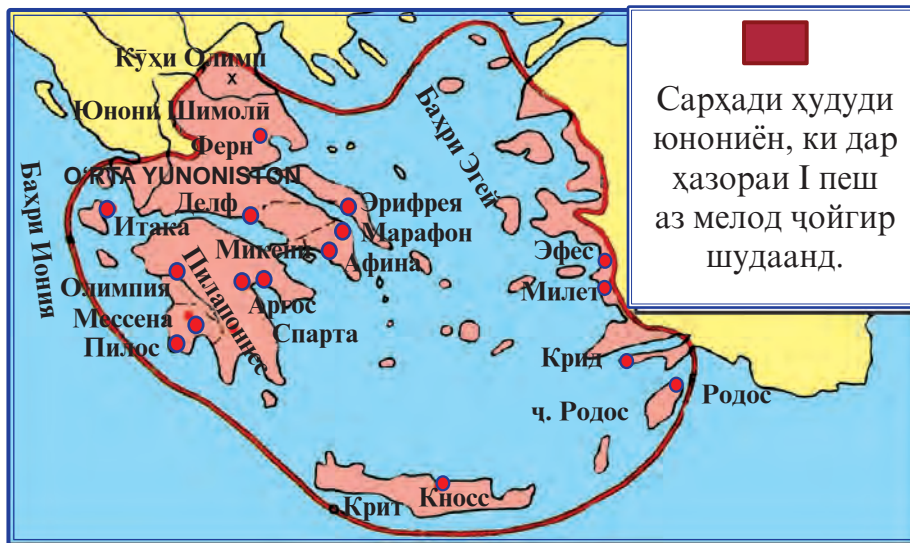 Кӯҳи Олимп
Юнони Шимолӣ
Ферн
O‘RTA YUNONISTON
Баҳри Эгей
Баҳри Иония
Итака
Делф
Эрифрея
Марафон
Афина
Микени
Олимпия
Пилапоннес
Аргос
Спарта
Мессена
Пилос
Эфес
Милет
Крид
Родос
ҷ. Родос
Кносс
Крит
Сарҳади ҳудуди
юнониён, ки дар
ҳазораи I пеш
аз мелод ҷойгир
шудаанд.